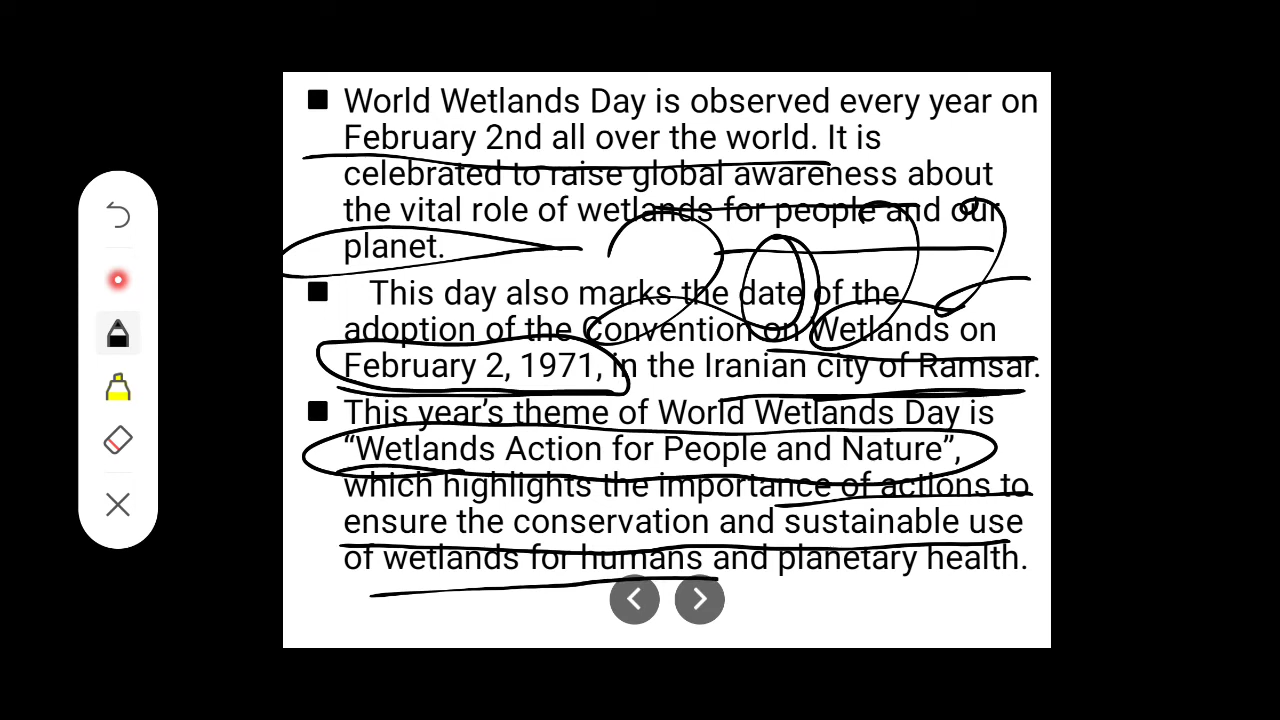 ■ World Wetlands Day is observed every year on
February 2nd all over the world. It is
celebrated to raise global awareness about
the vital role of wetlands for people and our
planet.
2022
■ This day also marks the date of the
adoption of the Convention on Wetlands on
February 2, 1971, in the Iranian city of Ramsar.
■ This year’s theme of World Wetlands Day is
“Wetlands Action for People and Nature”,
which highlights the importance of actions to
ensure the conservation and sustainable use
of wetlands for humans and planetary health.